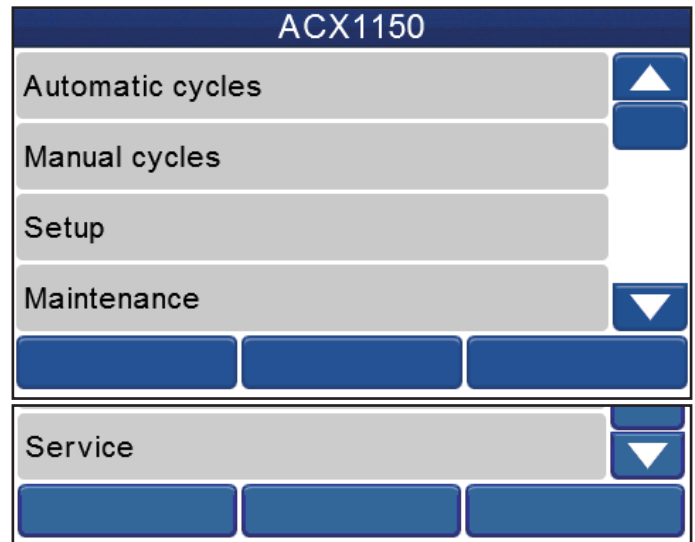 ACX1150
Automatic cycles
Manual cycles
Setup
Maintenance
Service